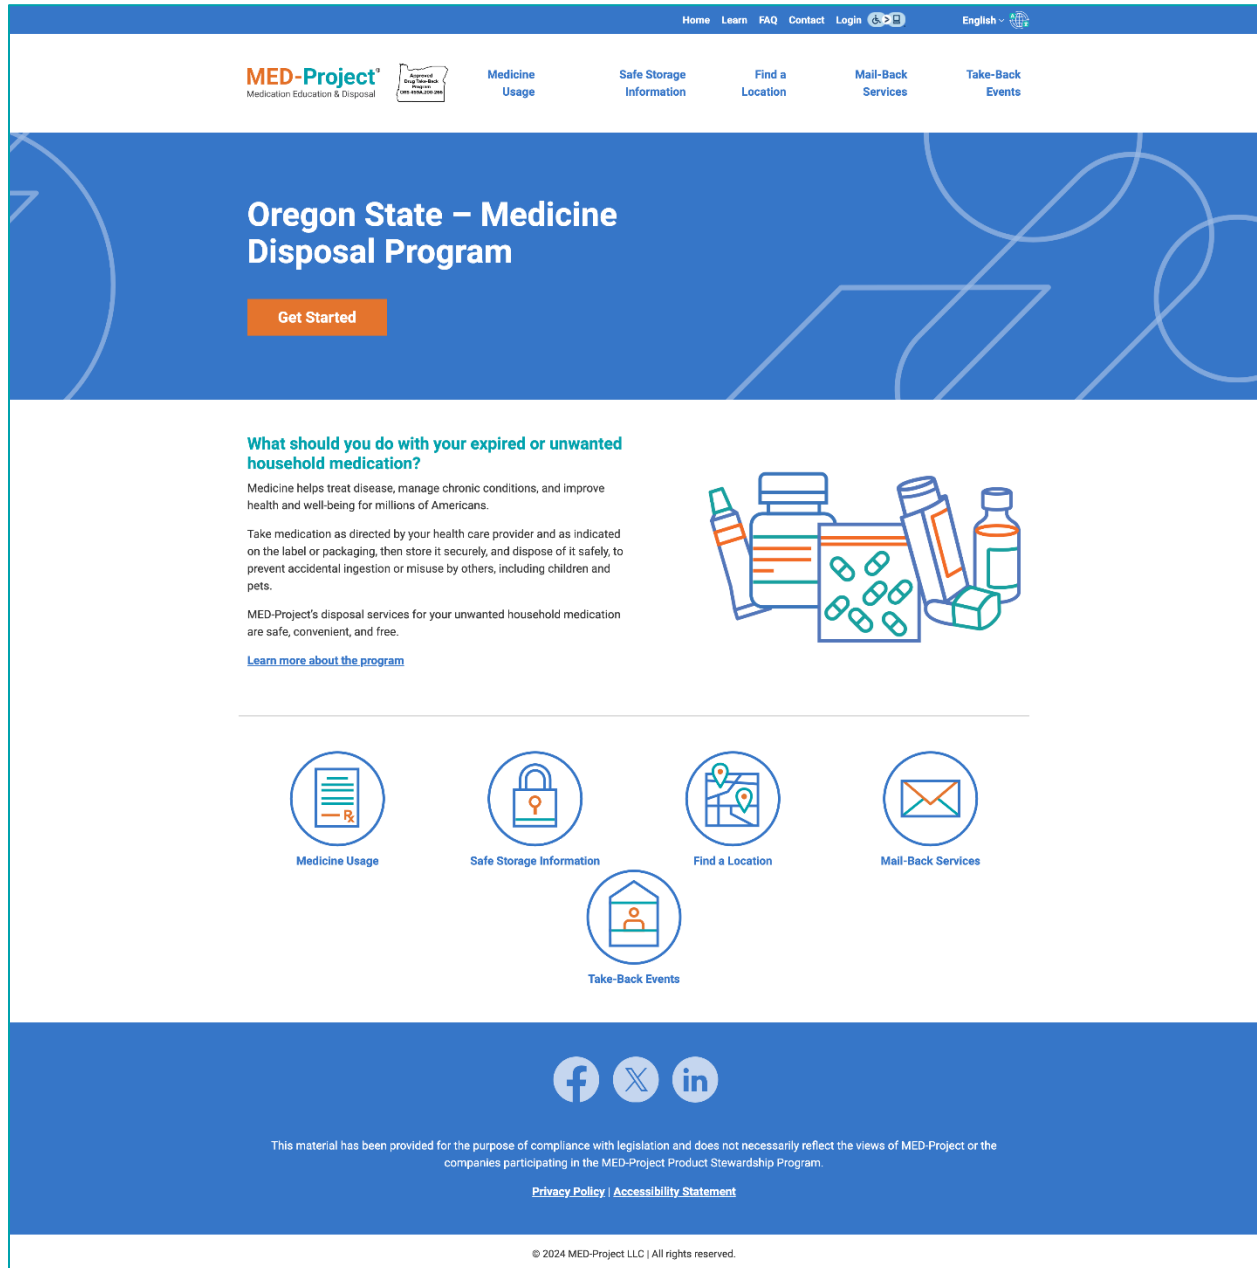 Home Learn FAQ Contact Login English
MED-Project®
Medication Education & Disposal
Approved
Drug Take-Back
Program
Medicine
Usage
Safe Storage
Information
Find a
Location
Mail-Back
Services
Take-Back
Events
Oregon State – Medicine
Disposal Program
Get Started
What should you do with your expired or unwanted
household medication?
Medicine helps treat disease, manage chronic conditions, and improve
health and well-being for millions of Americans.
Take medication as directed by your health care provider and as indicated
on the label or packaging, then store it securely, and dispose of it safely, to
prevent accidental ingestion or misuse by others, including children and
pets.
MED-Project's disposal services for your unwanted household medication
are safe, convenient, and free.
Learn more about the program
Rx
Medicine Usage
Safe Storage Information
Find a Location
Mail-Back Services
Take-Back Events
This material has been provided for the purpose of compliance with legislation and does not necessarily reflect the views of MED-Project or the
companies participating in the MED-Project Product Stewardship Program.
Privacy Policy | Accessibility Statement
© 2024 MED-Project LLC | All rights reserved.